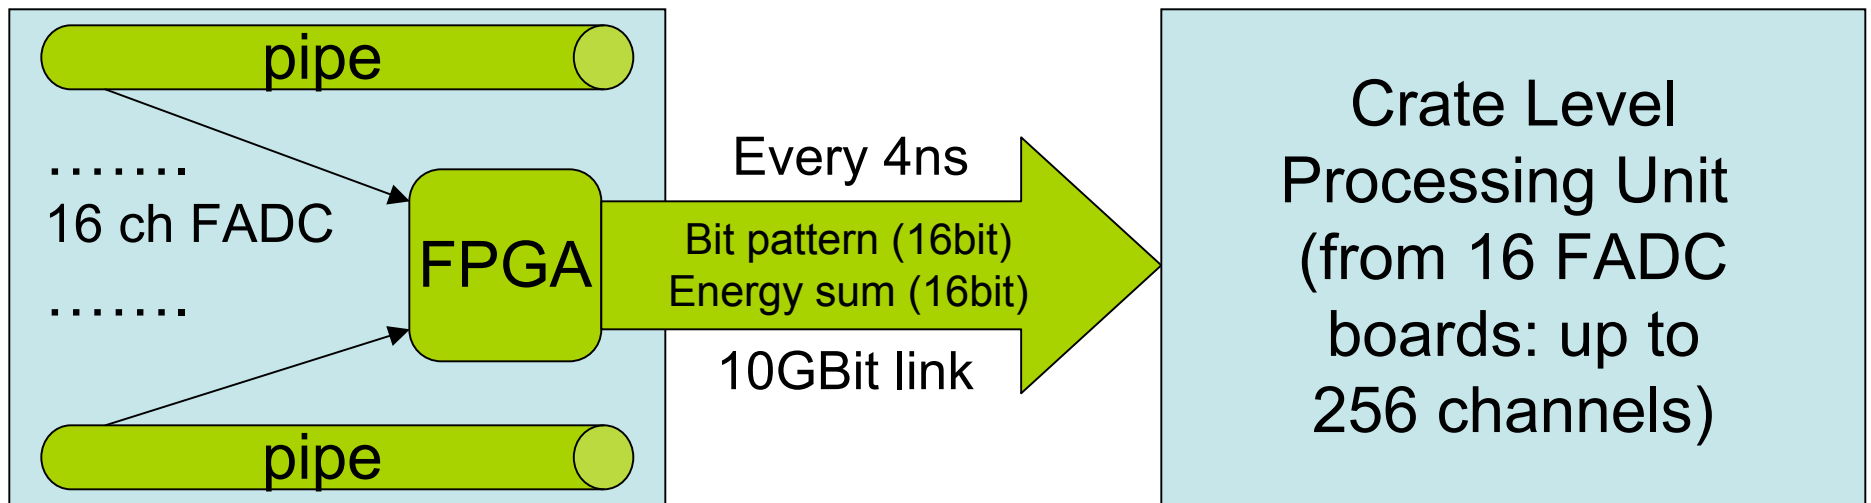 pipe
.......
16 ch FADC
.......
pipe
FPGA
Every 4ns
Bit pattern (16bit)
Energy sum (16bit)
10GBit link
Crate Level
Processing Unit
(from 16 FADC
boards: up to
256 channels)